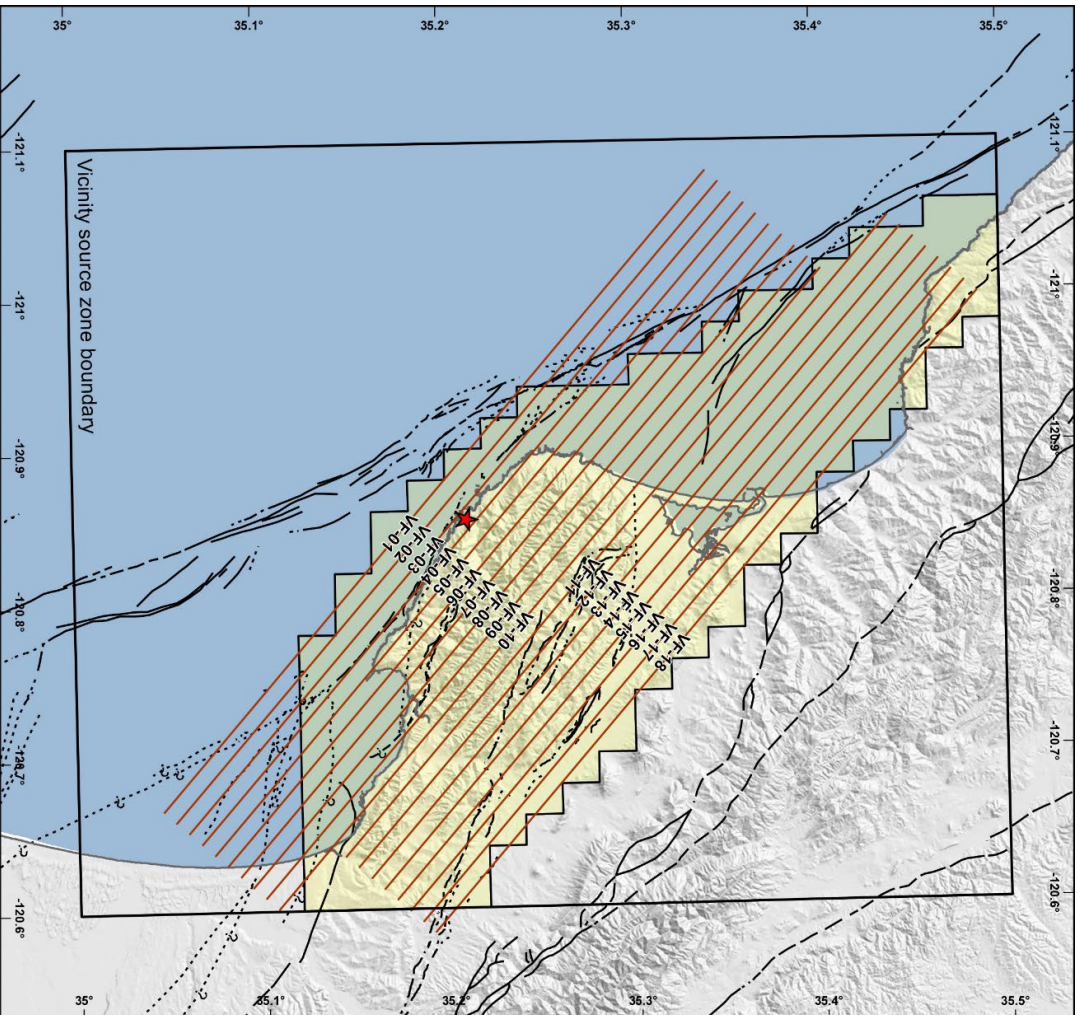 35°
35.1°
35.2°
35.3°
35.4°
35.5°
-121.1°
-121.1°
Vicinity source zone boundary
-121°
-121°
-120.9°
-120.9°
VF-01
VF-02
VF-03
VF-04
VF-05
VF-06
VF-07
VF-08
VF-09
VF-10
VF-11
VF-12
VF-13
VF-14
VF-15
VF-16
VF-17
VF-18
-120.8°
-120.8°
-120.7°
-120.7°
?
?
?
?
?
?
?
?
?
?
-120.6°
-120.6°
35°
35.1°
35.2°
35.3°
35.4°
35.5°